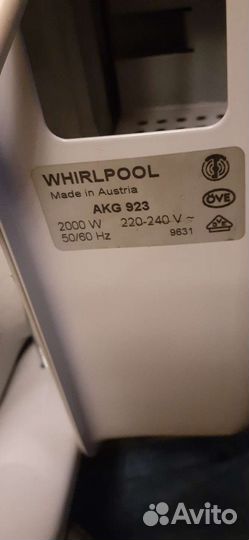 WHIRLPOOL
Made in Austria
AKG 923
2000 W 220-240 V ~
50/60 Hz 9631
ÖVE
Avito